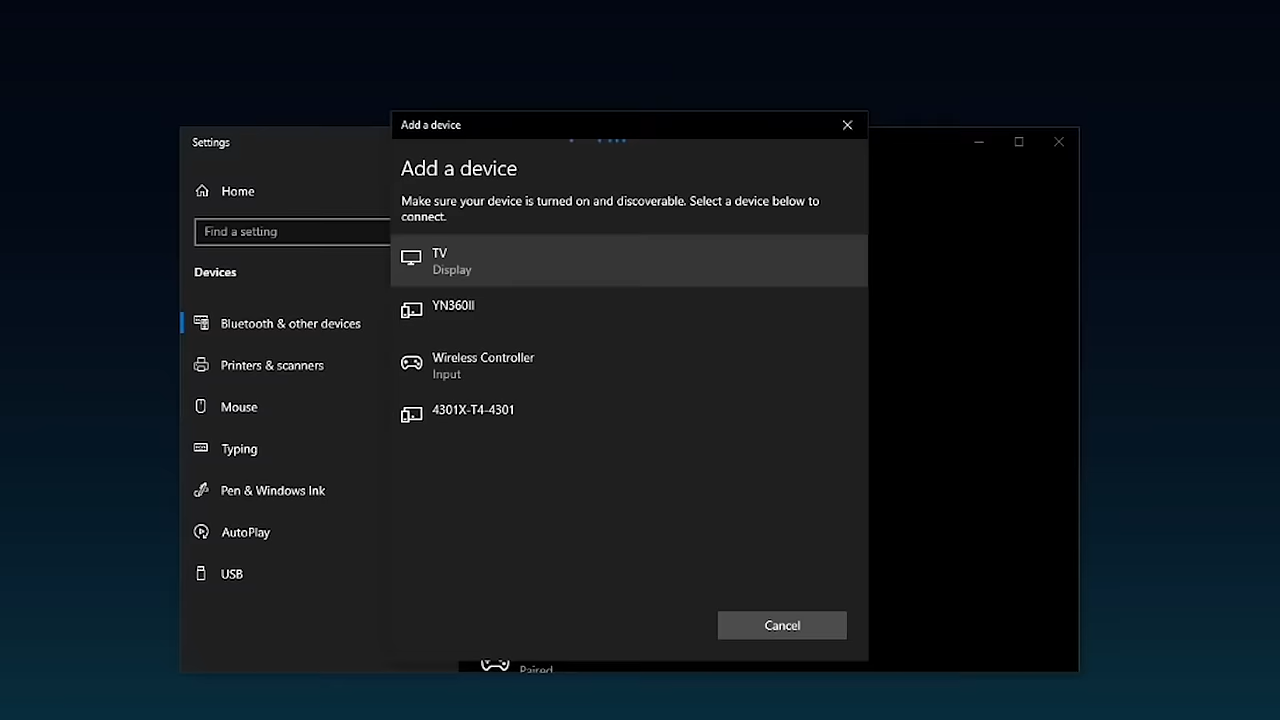 Settings
Home
Find a setting
Devices
Bluetooth & other devices
Printers & scanners
Mouse
Typing
Pen & Windows Ink
AutoPlay
USB
Add a device
Add a device
Make sure your device is turned on and discoverable. Select a device below to
connect.
TV
Display
YN360II
Wireless Controller
Input
4301X-T4-4301
Cancel
Paired